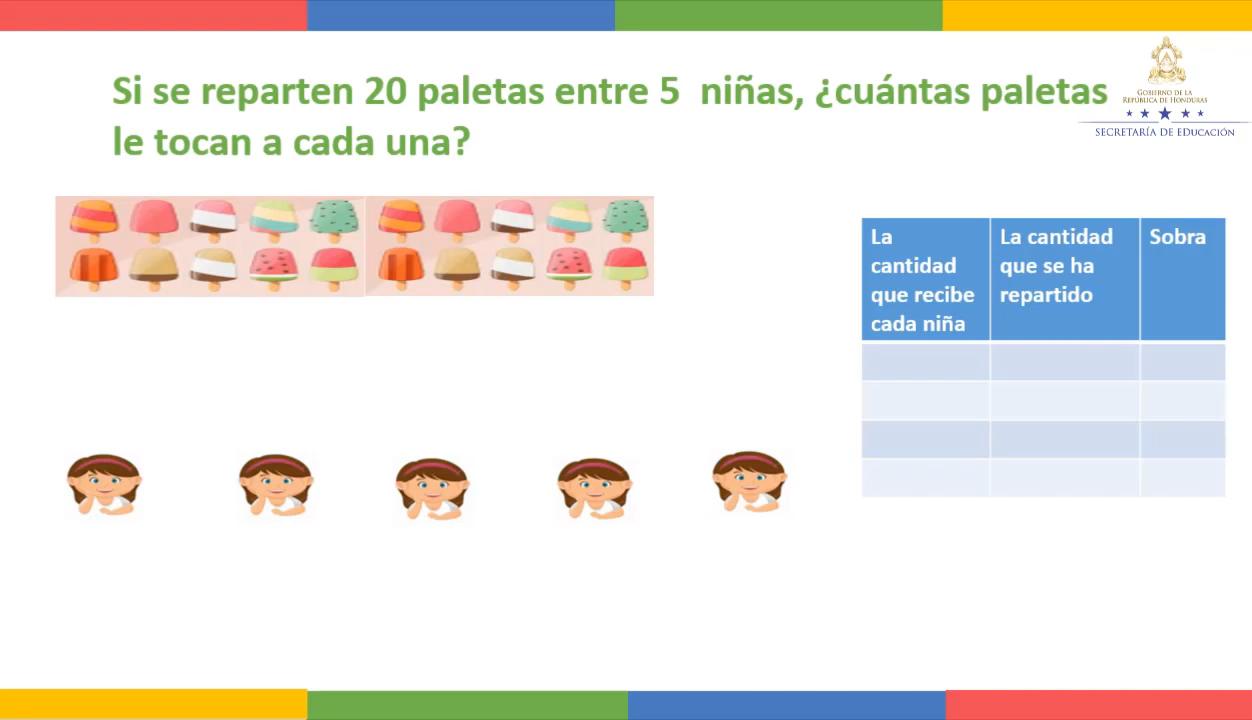 Si se reparten 20 paletas entre 5 niñas, ¿cuántas paletas
le tocan a cada una?
GOBIERNO DE LA
REPÚBLICA DE HONDURAS
SECRETARÍA DE EDUCACIÓN
La
cantidad
que recibe
cada niña
La cantidad
que se ha
repartido
Sobra